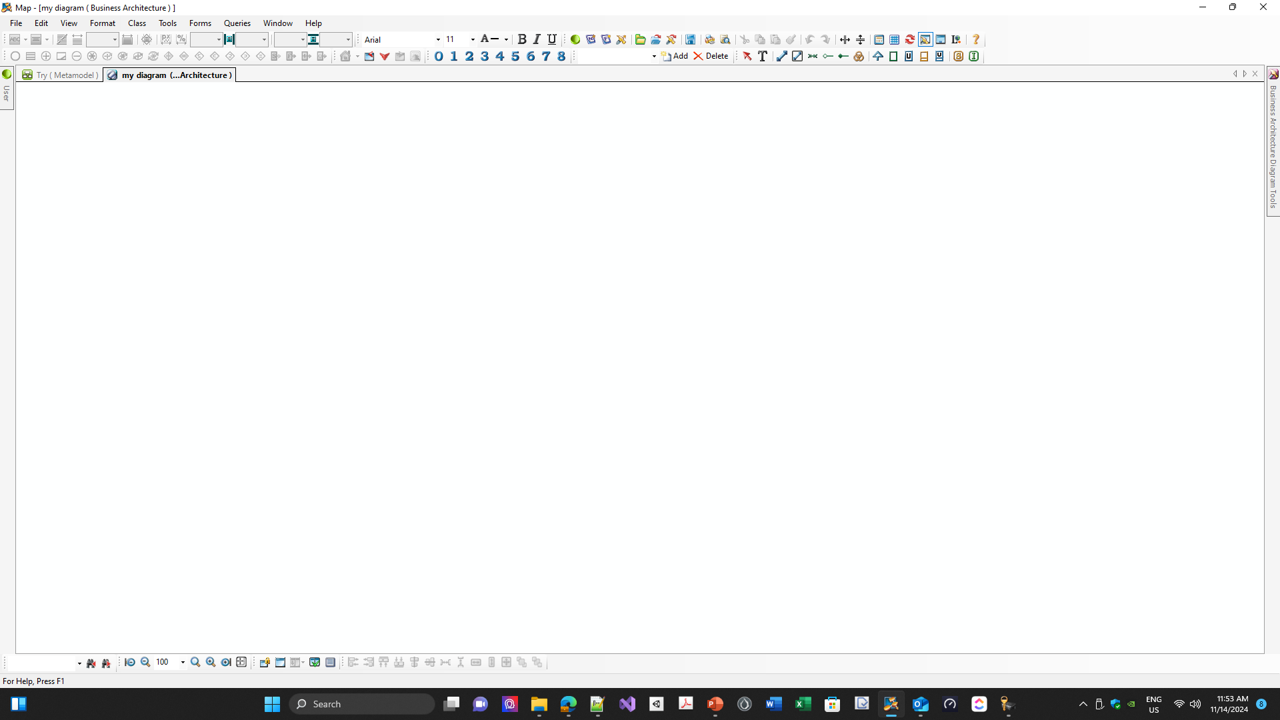 Map - [my diagram ( Business Architecture ) ]
File Edit View Format Class Tools Forms Queries Window Help
Arial 11 A B I U
0 1 2 3 4 5 6 7 8 Add Delete T
Try ( Metamodel ) my diagram (...Architecture )
User
Business Architecture Diagram Tools
100
For Help, Press F1
Search
ENG
US
11:53 AM
11/14/2024
8